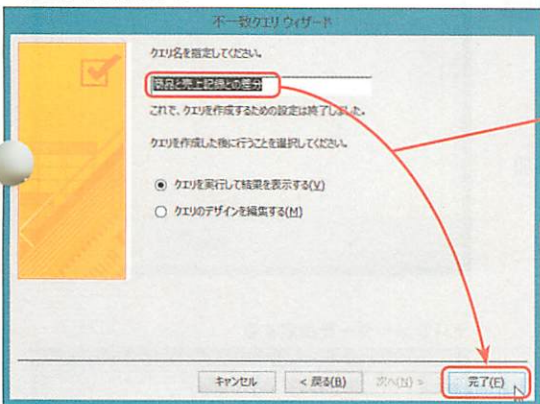 不一致クエリ ウィザード
クエリ名を指定してください。
商品と売上記録との差分
これで、クエリを作成するための設定は終了しました。
クエリを作成した後に行うことを選択してください。
クエリを実行して結果を表示する(V)
クエリのデザインを編集する(M)
キャンセル < 戻る(B) 次へ(N) > 完了(F)